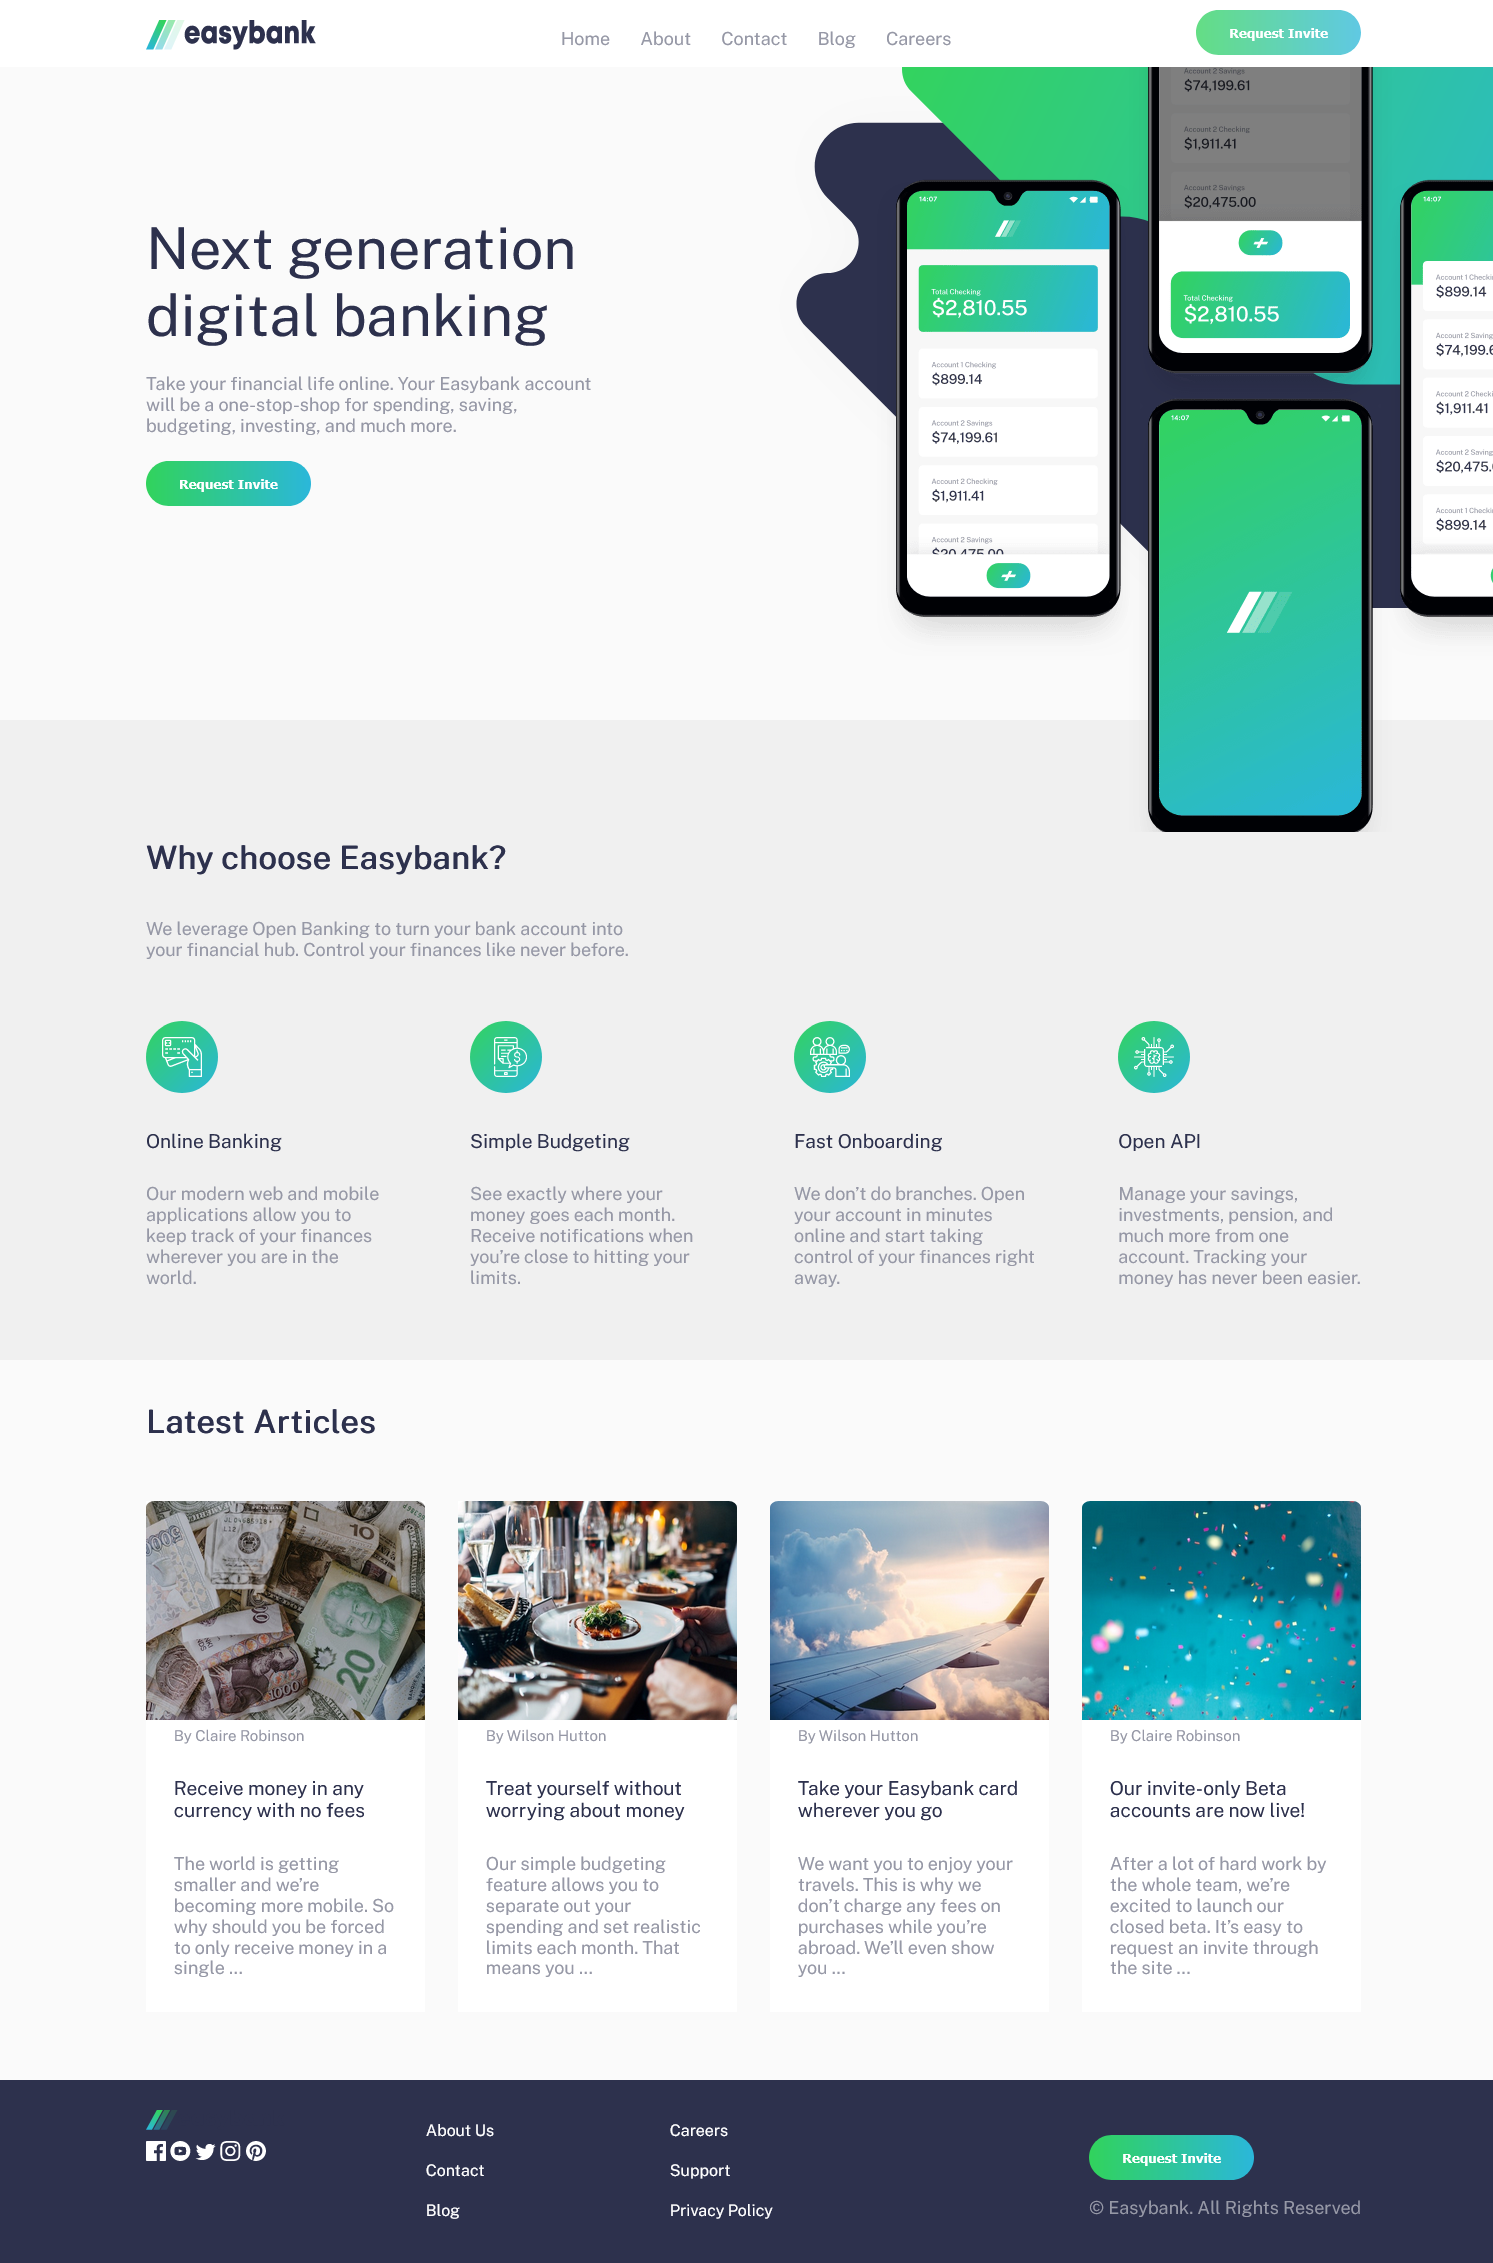 easybank
Home
About
Contact
Blog
Careers
Request Invite
Next generation
digital banking
Take your financial life online. Your Easybank account
will be a one-stop-shop for spending, saving,
budgeting, investing, and much more.
Request Invite
14:07
Total Checking
$2,810.55
Account 1 Checking
$899.14
Account 2 Savings
$74,199.61
Account 2 Checking
$1,911.41
Account 2 Savings
$20,475.00
Account 2 Savings
$74,199.61
Account 2 Checking
$1,911.41
Account 2 Savings
$20,475.00
Total Checking
$2,810.55
14:07
14:07
Account 1 Checki
$899.14
Account 2 Saving
$74,199.6
Account 2 Check
$1,911.41
Account 2 Saving
$20,475.
Account 1 Checki
$899.14
Why choose Easybank?
We leverage Open Banking to turn your bank account into
your financial hub. Control your finances like never before.
Online Banking
Our modern web and mobile
applications allow you to
keep track of your finances
wherever you are in the
world.
Simple Budgeting
See exactly where your
money goes each month.
Receive notifications when
you’re close to hitting your
limits.
Fast Onboarding
We don’t do branches. Open
your account in minutes
online and start taking
control of your finances right
away.
Open API
Manage your savings,
investments, pension, and
much more from one
account. Tracking your
money has never been easier.
Latest Articles
By Claire Robinson
Receive money in any
currency with no fees
The world is getting
smaller and we’re
becoming more mobile. So
why should you be forced
to only receive money in a
single …
By Wilson Hutton
Treat yourself without
worrying about money
Our simple budgeting
feature allows you to
separate out your
spending and set realistic
limits each month. That
means you …
By Wilson Hutton
Take your Easybank card
wherever you go
We want you to enjoy your
travels. This is why we
don’t charge any fees on
purchases while you’re
abroad. We’ll even show
you …
By Claire Robinson
Our invite-only Beta
accounts are now live!
After a lot of hard work by
the whole team, we’re
excited to launch our
closed beta. It’s easy to
request an invite through
the site …
About Us
Contact
Blog
Careers
Support
Privacy Policy
Request Invite
© Easybank. All Rights Reserved